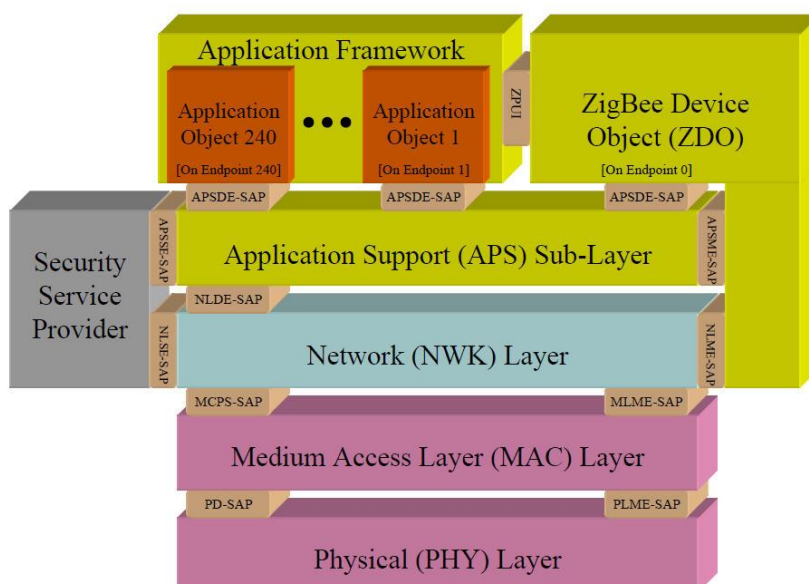 Application Framework
Application
Object 240
[On Endpoint 240]
Application
Object 1
[On Endpoint 1]
ZPUI
ZigBee Device
Object (ZDO)
[On Endpoint 0]
APSDE-SAP
APSDE-SAP
APSDE-SAP
Security
Service
Provider
APSSE-SAP
Application Support (APS) Sub-Layer
APSME-SAP
NLDE-SAP
NLSE-SAP
Network (NWK) Layer
NLME-SAP
MCPS-SAP
MLME-SAP
Medium Access Layer (MAC) Layer
PD-SAP
PLME-SAP
Physical (PHY) Layer